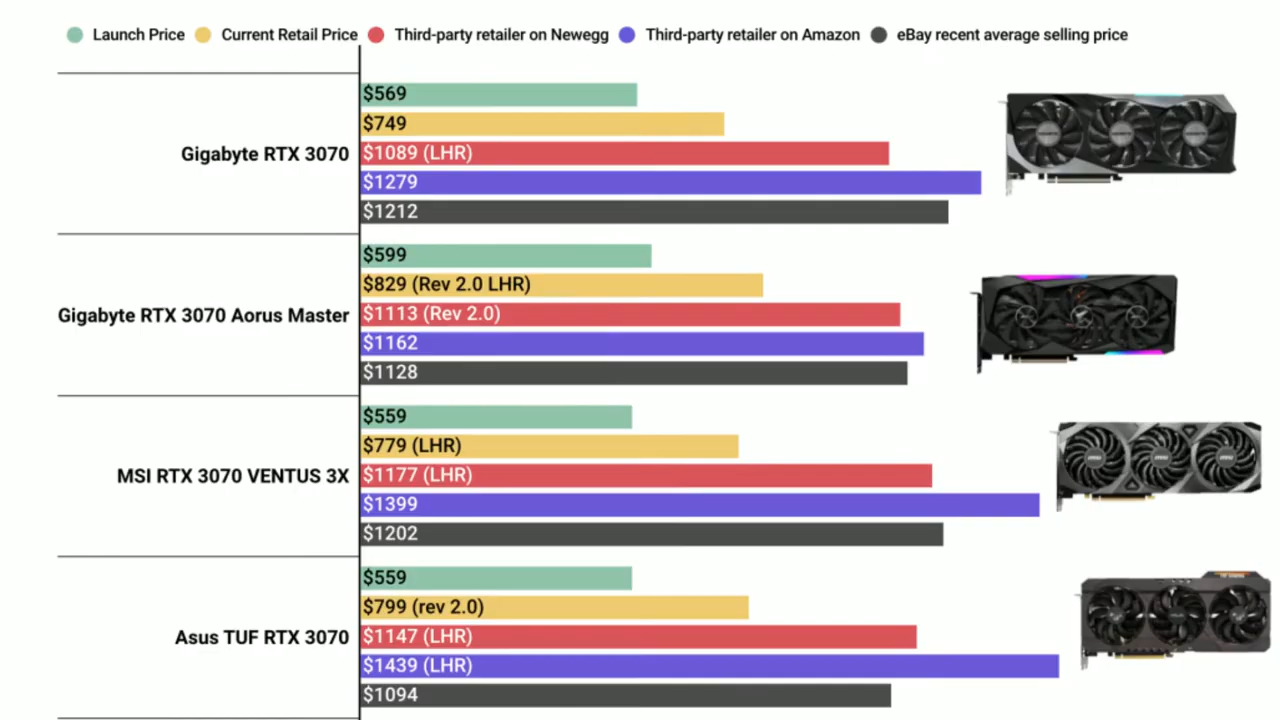 Launch Price Current Retail Price Third-party retailer on Newegg Third-party retailer on Amazon eBay recent average selling price
Gigabyte RTX 3070
$569
$749
$1089 (LHR)
$1279
$1212
Gigabyte RTX 3070 Aorus Master
$599
$829 (Rev 2.0 LHR)
$1113 (Rev 2.0)
$1162
$1128
MSI RTX 3070 VENTUS 3X
$559
$779 (LHR)
$1177 (LHR)
$1399
$1202
Asus TUF RTX 3070
$559
$799 (rev 2.0)
$1147 (LHR)
$1439 (LHR)
$1094